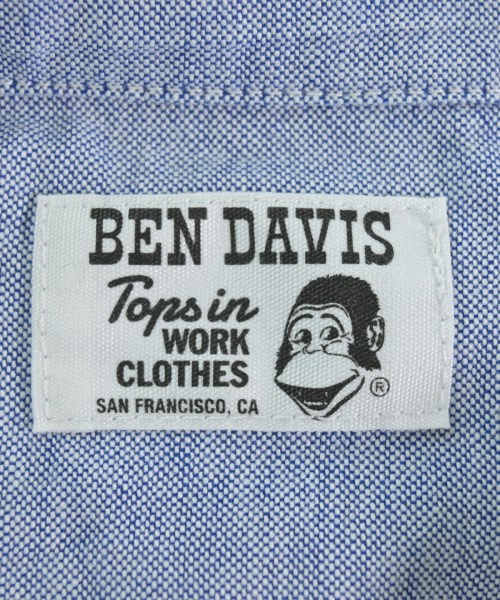 BEN DAVIS
Tops in
WORK
CLOTHES
SAN FRANCISCO, CA
®